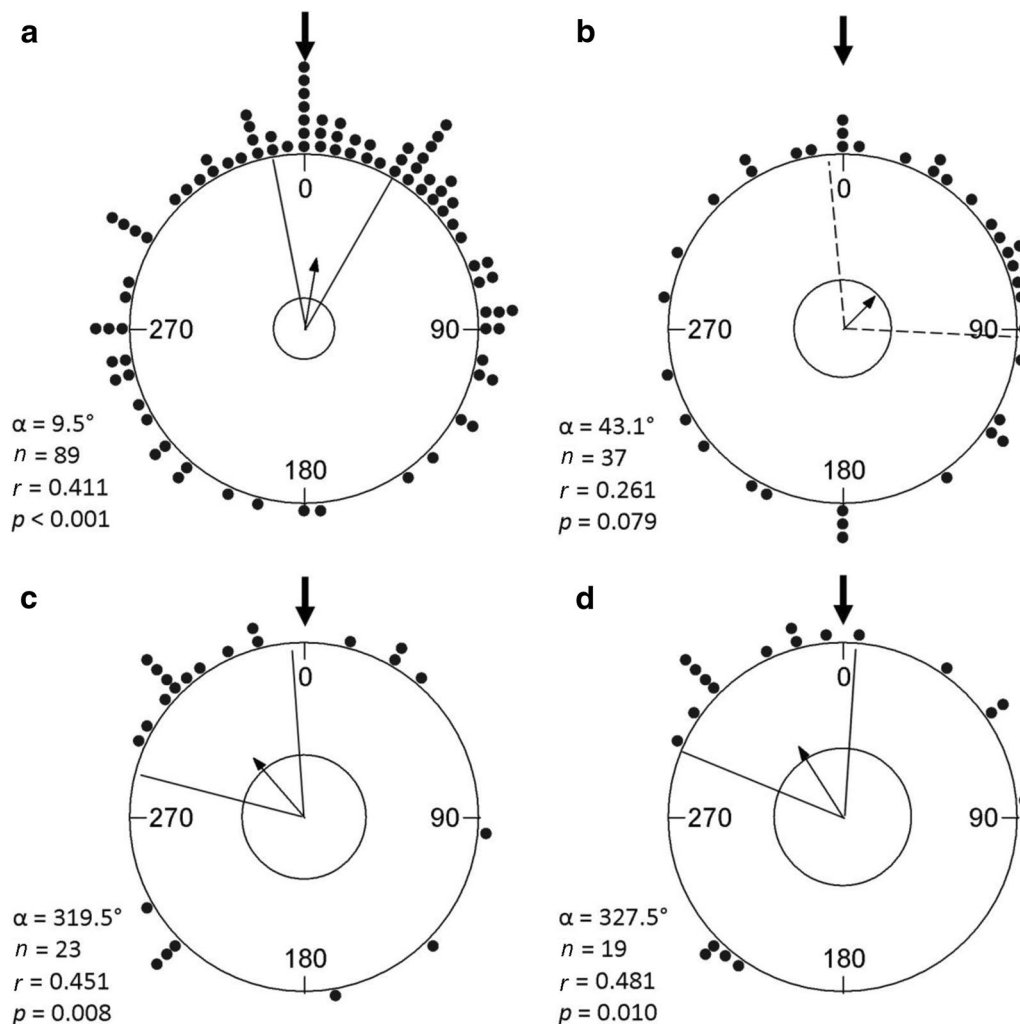 a
0
90
180
270
α = 9.5°
n = 89
r = 0.411
p < 0.001
b
0
90
180
270
α = 43.1°
n = 37
r = 0.261
p = 0.079
c
0
90
180
270
α = 319.5°
n = 23
r = 0.451
p = 0.008
d
0
90
180
270
α = 327.5°
n = 19
r = 0.481
p = 0.010